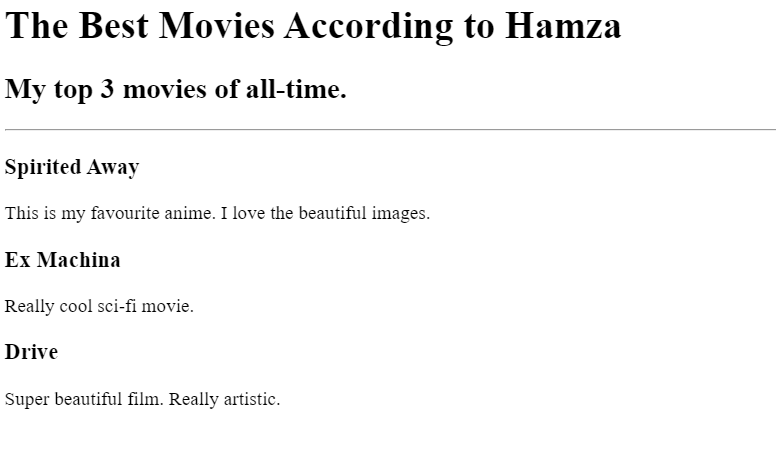 The Best Movies According to Hamza
My top 3 movies of all-time.
Spirited Away
This is my favourite anime. I love the beautiful images.
Ex Machina
Really cool sci-fi movie.
Drive
Super beautiful film. Really artistic.